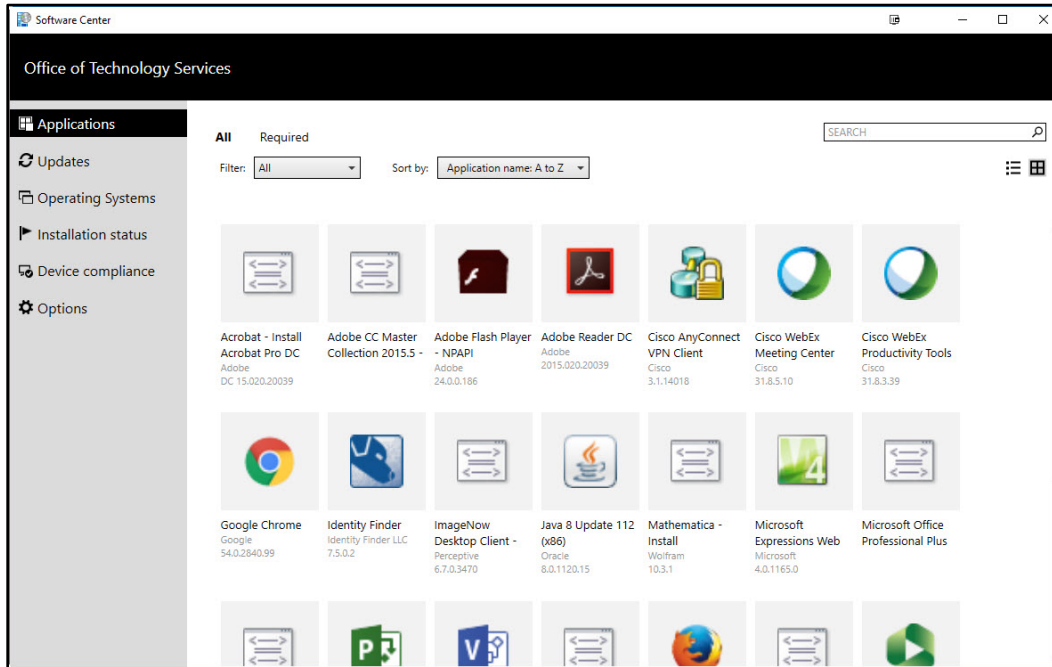 Software Center
Office of Technology Services
Applications
Updates
Operating Systems
Installation status
Device compliance
Options
All Required
SEARCH
Filter: All Sort by: Application name: A to Z
Acrobat - Install
Acrobat Pro DC
Adobe
DC 15.020.20039
Adobe CC Master
Collection 2015.5 -
Adobe Flash Player
- NPAPI
Adobe
24.0.0.186
Adobe Reader DC
Adobe
2015.020.20039
Cisco AnyConnect
VPN Client
Cisco
3.1.14018
Cisco WebEx
Meeting Center
Cisco
31.8.5.10
Cisco WebEx
Productivity Tools
Cisco
31.8.3.39
Google Chrome
Google
54.0.2840.99
Identity Finder
Identity Finder LLC
7.5.0.2
ImageNow
Desktop Client -
Perceptive
6.7.0.3470
Java 8 Update 112
(x86)
Oracle
8.0.1120.15
Mathematica -
Install
Wolfram
10.3.1
4
Microsoft
Expressions Web
Microsoft
4.0.1165.0
Microsoft Office
Professional Plus
P
V